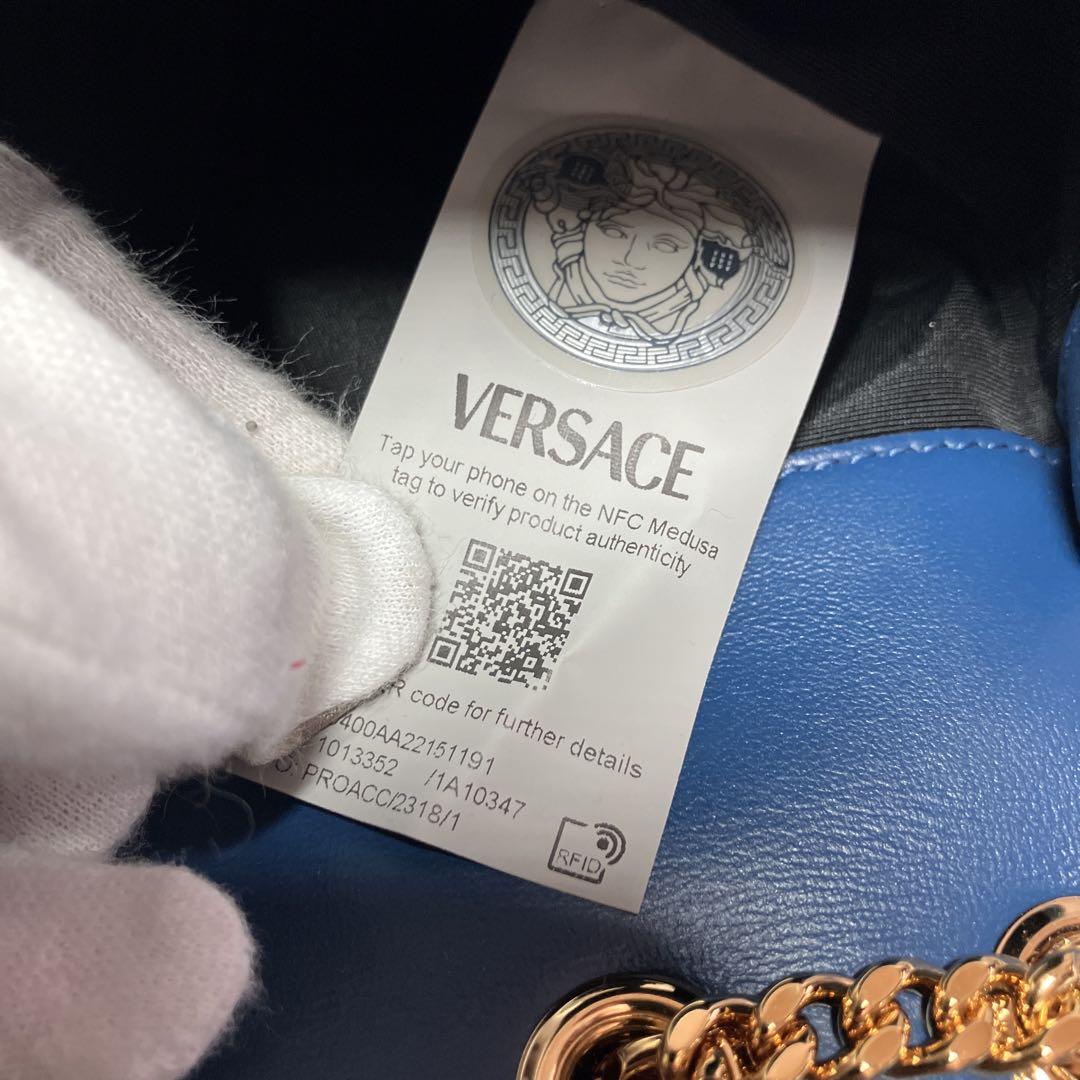 VERSACE
Tap your phone on the NFC Medusa
tag to verify product authenticity
code for further details
400AA22151191
1013352 /1A10347
PROACC/2318/1
RFID